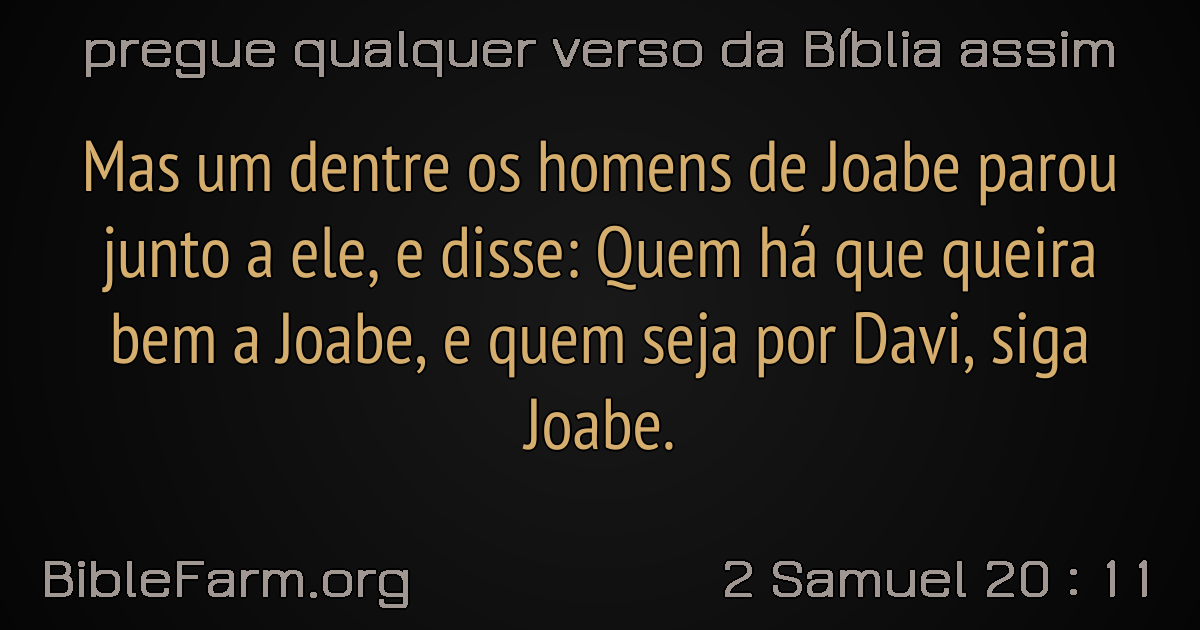 pregue qualquer verso da Bíblia assim
Mas um dentre os homens de Joabe parou
junto a ele, e disse: Quem há que queira
bem a Joabe, e quem seja por Davi, siga
Joabe.
BibleFarm.org
2 Samuel 20 : 11